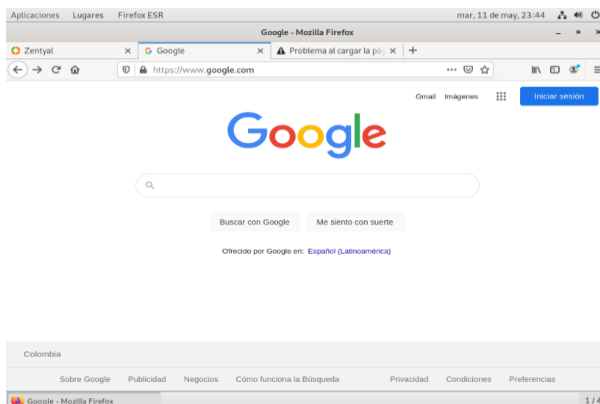 Aplicaciones Lugares Firefox ESR mar, 11 de may, 23:44
Google - Mozilla Firefox
Zentyal Google Problema al cargar la pág
https://www.google.com
Gmail Imágenes Iniciar sesión
Google
Buscar con Google Me siento con suerte
Ofrecido por Google en: Español (Latinoamérica)
Colombia
Sobre Google Publicidad Negocios Cómo funciona la Búsqueda Privacidad Condiciones Preferencias
Google - Mozilla Firefox 1 / 4